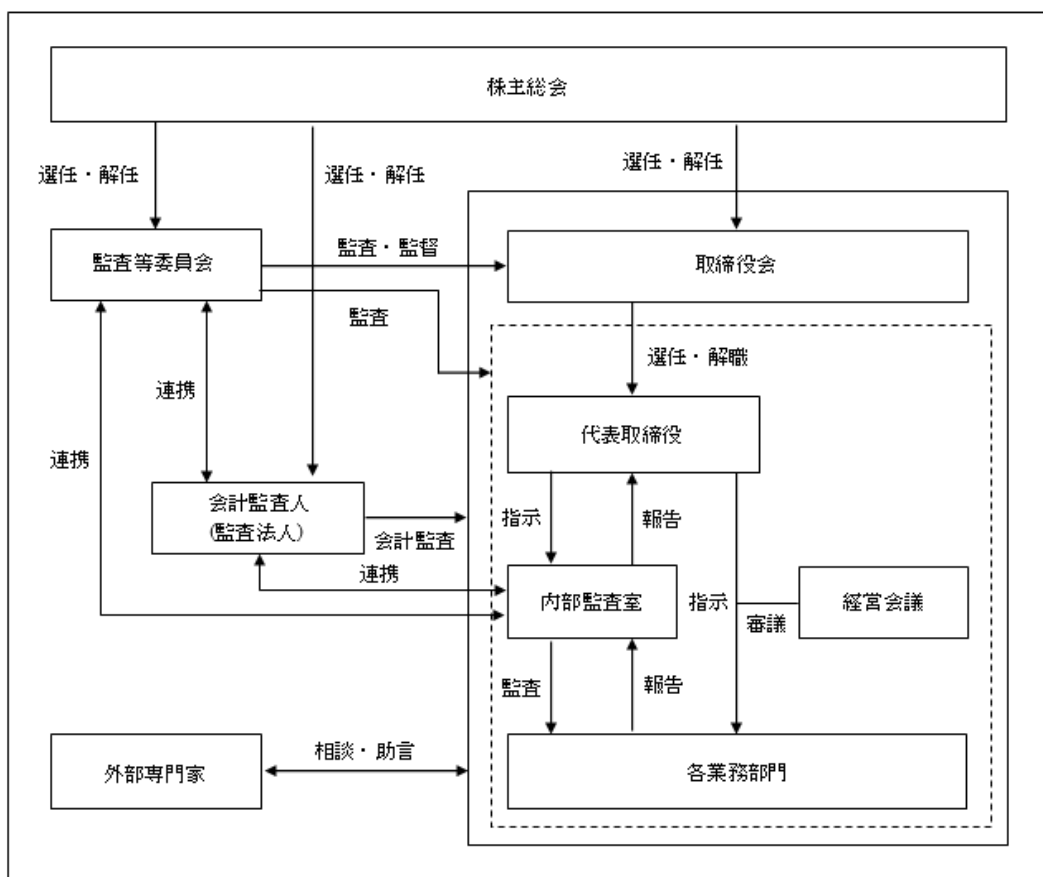 株主総会
選任・解任
選任・解任
選任・解任
監査等委員会
監査・監督
取締役会
監査
選任・解職
連携
代表取締役
連携
会計監査人
(監査法人)
指示
報告
会計監査
連携
内部監査室
指示
審議
経営会議
監査
報告
外部専門家
相談・助言
各業務部門